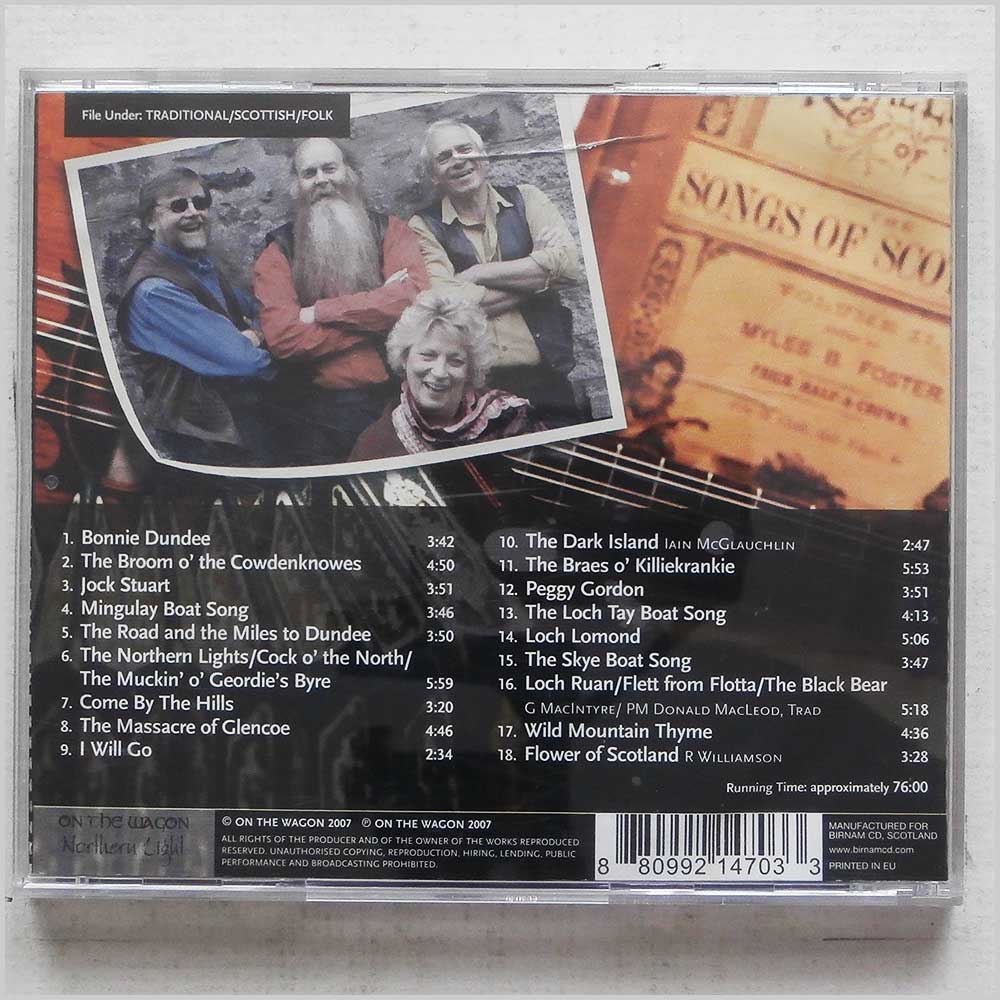 File Under: TRADITIONAL/SCOTTISH/FOLK
OF
THE
SONGS OF SCO
MYLES B. FOSTER
1. Bonnie Dundee 3:42
2. The Broom o' the Cowdenknowes 4:50
3. Jock Stuart 3:51
4. Mingulay Boat Song 3:46
5. The Road and the Miles to Dundee 3:50
6. The Northern Lights/Cock o' the North/
The Muckin' o' Geordie's Byre 5:59
7. Come By The Hills 3:20
8. The Massacre of Glencoe 4:46
9. I Will Go 2:34
10. The Dark Island IAIN MCGLAUCHLIN 2:47
11. The Braes o' Killiekrankie 5:53
12. Peggy Gordon 3:51
13. The Loch Tay Boat Song 4:13
14. Loch Lomond 5:06
15. The Skye Boat Song 3:47
16. Loch Ruan/Flett from Flotta/The Black Bear
G MACINTYRE/ PM DONALD MACLEOD, TRAD 5:18
17. Wild Mountain Thyme 4:36
18. Flower of Scotland R WILLIAMSON 3:28
Running Time: approximately 76:00
ON THE WAGON
Northern Light
© ON THE WAGON 2007 ℗ ON THE WAGON 2007
ALL RIGHTS OF THE PRODUCER AND OF THE OWNER OF THE WORKS REPRODUCED
RESERVED. UNAUTHORISED COPYING, REPRODUCTION, HIRING, LENDING, PUBLIC
PERFORMANCE AND BROADCASTING PROHIBITED.
8 80992 14703 3
MANUFACTURED FOR
BIRNAM CD, SCOTLAND
www.birnamcd.com
PRINTED IN EU